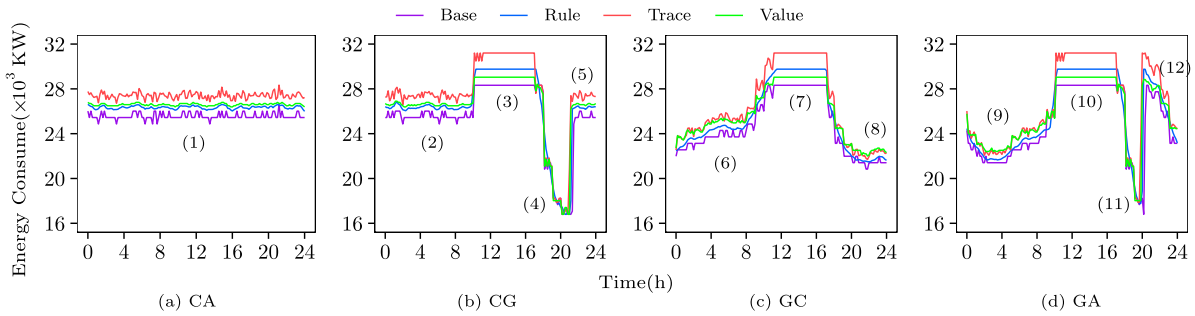 Base Rule Trace Value
Energy Consume(×10³ KW)
32
28
24
20
16
(1)
0 4 8 12 16 20 24
(a) CA
32
28
24
20
16
(2) (3) (4) (5)
0 4 8 12 16 20 24
(b) CG
32
28
24
20
16
(6) (7) (8)
0 4 8 12 16 20 24
(c) GC
32
28
24
20
16
(9) (10) (11) (12)
0 4 8 12 16 20 24
(d) GA
Time(h)